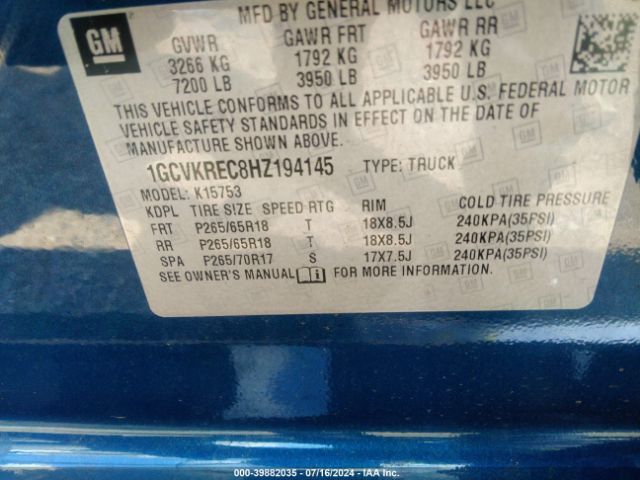 MFD BY GENERAL MOTORS LLC
GM
GVWR GAWR FRT GAWR RR
3266 KG 1792 KG 1792 KG
7200 LB 3950 LB 3950 LB
THIS VEHICLE CONFORMS TO ALL APPLICABLE U.S. FEDERAL MOTOR
VEHICLE SAFETY STANDARDS IN EFFECT ON THE DATE OF
MANUFACTURE SHOWN ABOVE.
1GCVKREC8HZ194145 TYPE: TRUCK
MODEL: K15753
KDPL TIRE SIZE SPEED RTG RIM COLD TIRE PRESSURE
FRT P265/65R18 T 18X8.5J 240KPA(35PSI)
RR P265/65R18 T 18X8.5J 240KPA(35PSI)
SPA P265/70R17 S 17X7.5J 240KPA(35PSI)
SEE OWNER'S MANUAL FOR MORE INFORMATION.
(000-39882035 - 07/16/2024 - IAA Inc.)